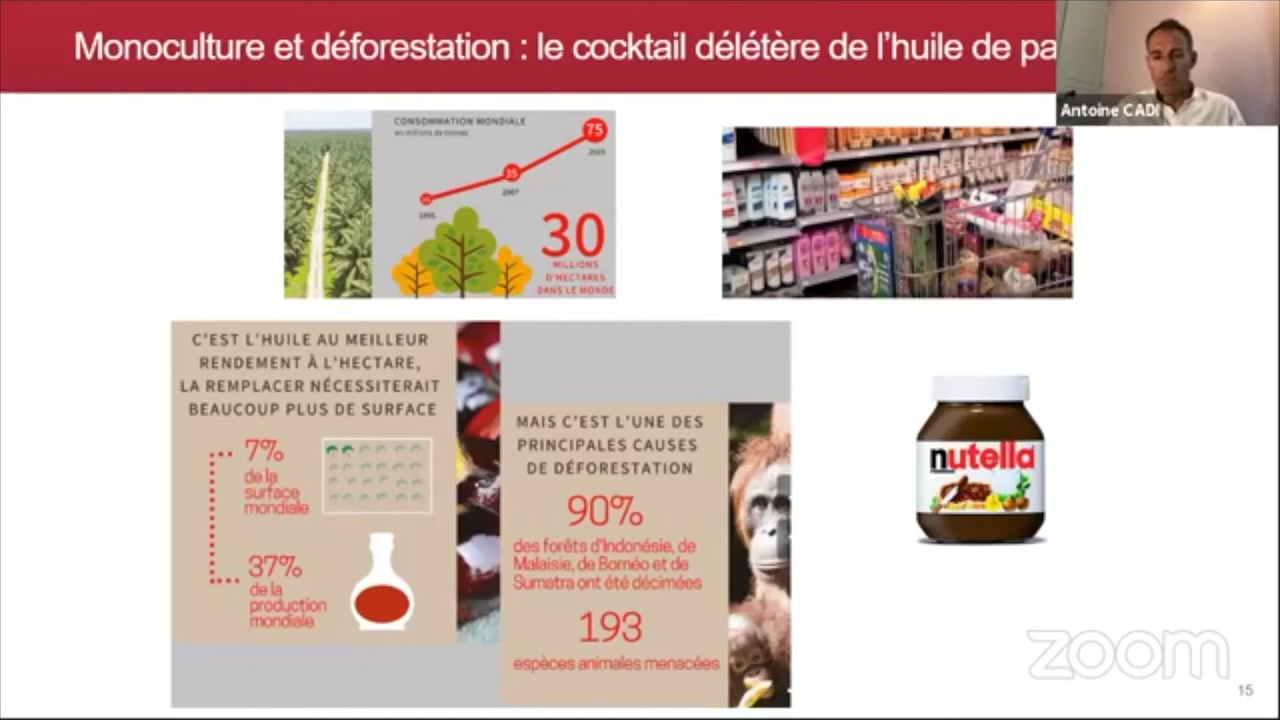 Monoculture et déforestation : le cocktail délétère de l'huile de pa
Antoine CADI
CONSOMMATION MONDIALE
en millions de tonnes
75
2020
35
2007
1995
30
MILLIONS
D'HECTARES
DANS LE MONDE
C'EST L'HUILE AU MEILLEUR
RENDEMENT À L'HECTARE,
LA REMPLACER NÉCESSITERAIT
BEAUCOUP PLUS DE SURFACE
7%
de la
surface
mondiale
37%
de la
production
mondiale
MAIS C'EST L'UNE DES
PRINCIPALES CAUSES
DE DÉFORESTATION
90%
des forêts d'Indonésie, de
Malaisie, de Bornéo et de
Sumatra ont été décimées
193
espèces animales menacées
nutella
zoom
15